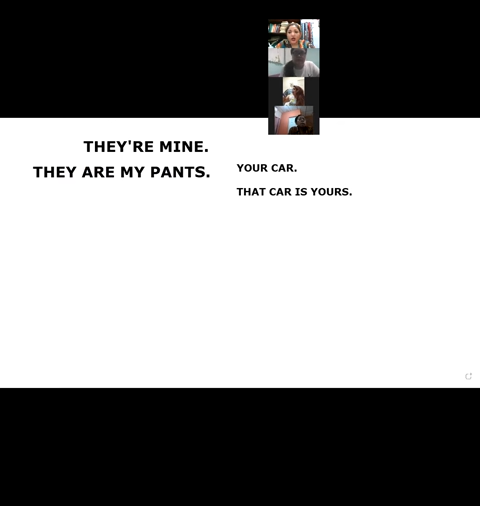 THEY'RE MINE.
THEY ARE MY PANTS.
YOUR CAR.
THAT CAR IS YOURS.